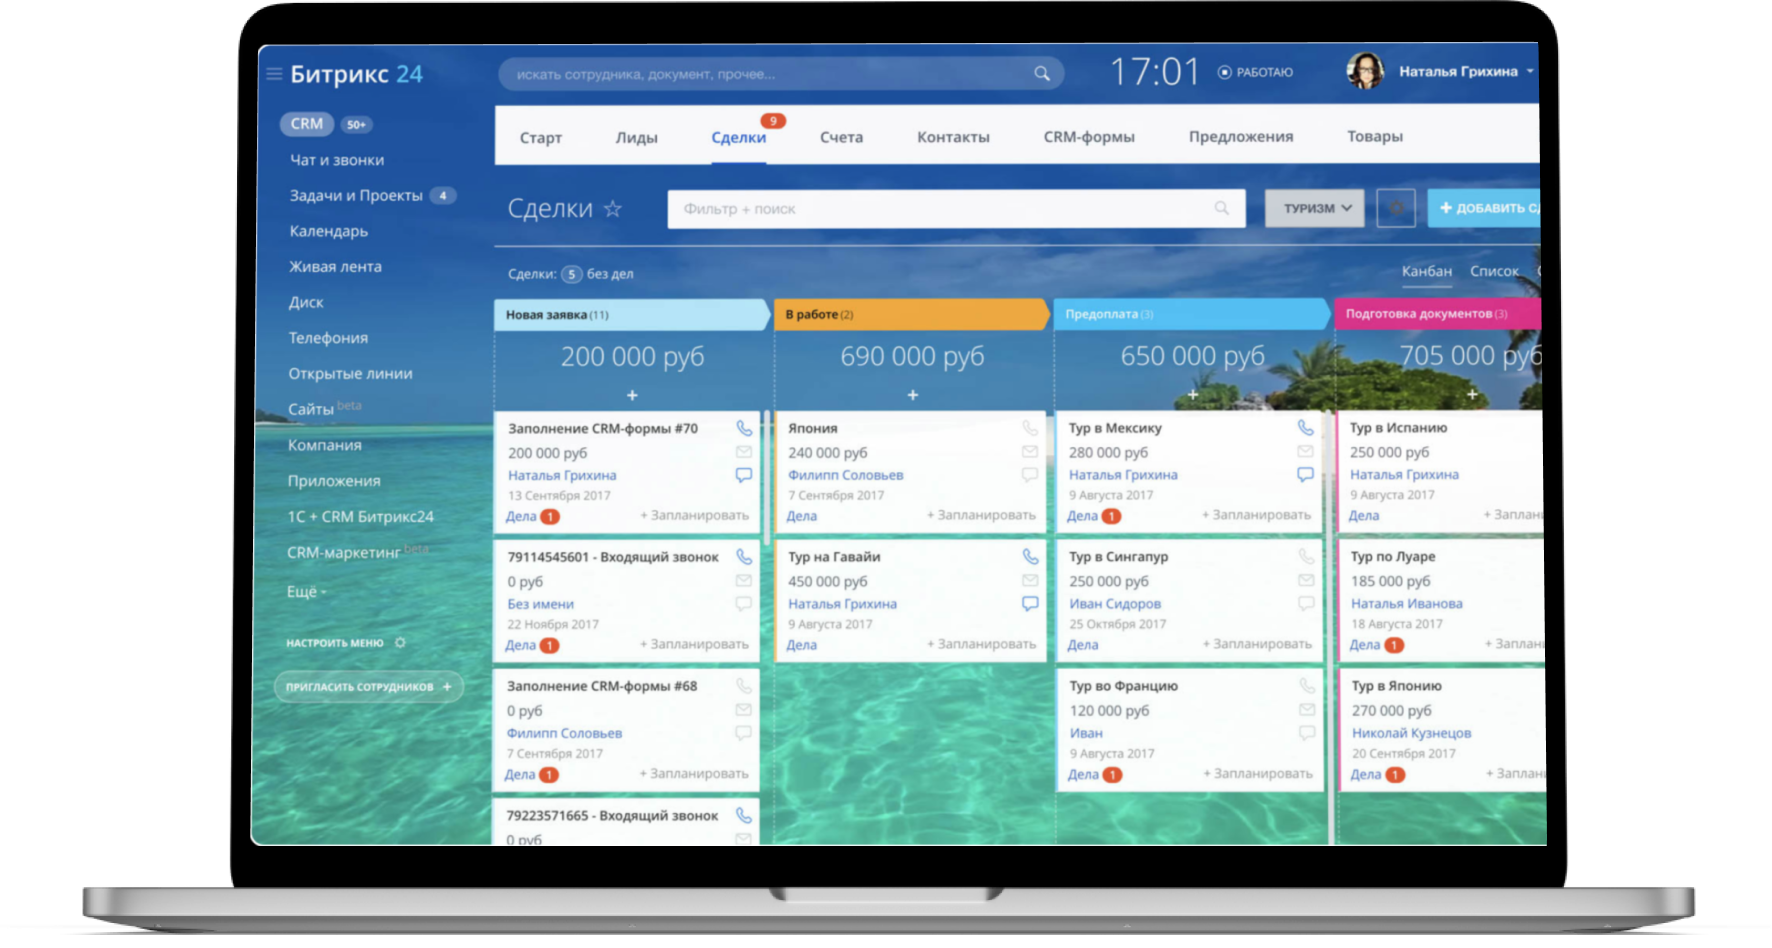 Битрикс 24
искать сотрудника, документ, прочее...
17:01
РАБОТАЮ
Наталья Грихина
CRM 50+
Чат и звонки
Задачи и Проекты 4
Календарь
Живая лента
Диск
Телефония
Открытые линии
Сайты beta
Компания
Приложения
1С + CRM Битрикс24
CRM-маркетинг beta
Ещё
НАСТРОИТЬ МЕНЮ
ПРИГЛАСИТЬ СОТРУДНИКОВ +
Старт
Лиды
Сделки 9
Счета
Контакты
CRM-формы
Предложения
Товары
Сделки
Фильтр + поиск
ТУРИЗМ
+ ДОБАВИТЬ
Сделки: 5 без дел
Канбан
Список
Новая заявка (11)
200 000 руб
+
Заполнение CRM-формы #70
200 000 руб
Наталья Грихина
13 Сентября 2017
Дела 1 + Запланировать
79114545601 - Входящий звонок
0 руб
Без имени
22 Ноября 2017
Дела 1 + Запланировать
Заполнение CRM-формы #68
0 руб
Филипп Соловьев
7 Сентября 2017
Дела 1 + Запланировать
79223571665 - Входящий звонок
0 руб
В работе (2)
690 000 руб
+
Япония
240 000 руб
Филипп Соловьев
7 Сентября 2017
Дела + Запланировать
Тур на Гавайи
450 000 руб
Наталья Грихина
9 Августа 2017
Дела + Запланировать
Предоплата (3)
650 000 руб
+
Тур в Мексику
280 000 руб
Наталья Грихина
9 Августа 2017
Дела 1 + Запланировать
Тур в Сингапур
250 000 руб
Иван Сидоров
25 Октября 2017
Дела + Запланировать
Тур во Францию
120 000 руб
Иван
9 Августа 2017
Дела 1 + Запланировать
Подготовка документов (3)
705 000 руб
+
Тур в Испанию
250 000 руб
Наталья Грихина
9 Августа 2017
Дела + Заплан
Тур по Луаре
185 000 руб
Наталья Иванова
18 Августа 2017
Дела 1 + Заплан
Тур в Японию
270 000 руб
Николай Кузнецов
20 Сентября 2017
Дела 1 + Заплан